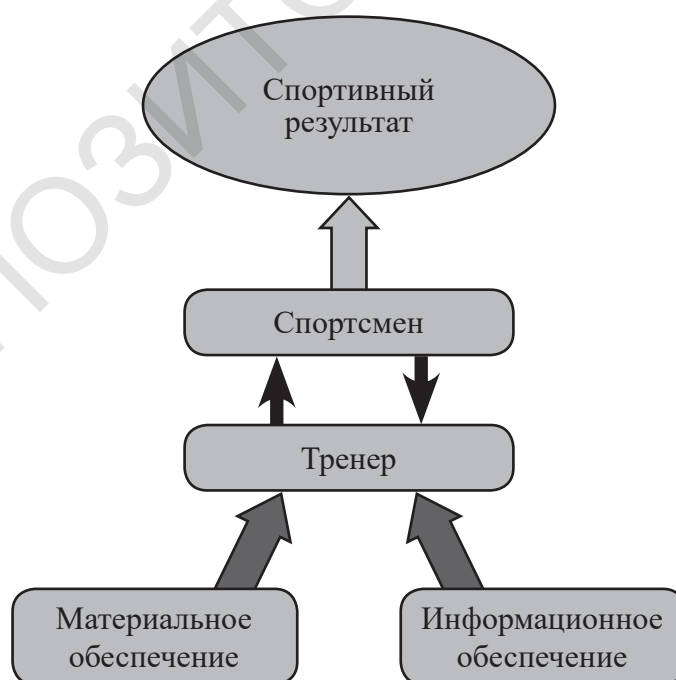 Спортивный
результат
Спортсмен
Тренер
Материальное
обеспечение
Информационное
обеспечение